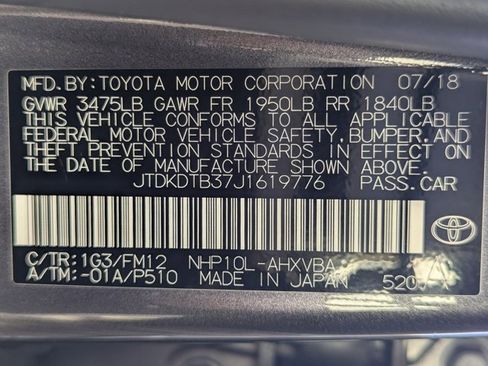 MFD.BY: TOYOTA MOTOR CORPORATION 07/18
GVWR 3475LB GAWR FR 1950LB RR 1840LB
THIS VEHICLE CONFORMS TO ALL APPLICABLE
FEDERAL MOTOR VEHICLE SAFETY, BUMPER, AND
THEFT PREVENTION STANDARDS IN EFFECT ON
THE DATE OF MANUFACTURE SHOWN ABOVE.
JTDKDTB37J1619776 PASS.CAR
C/TR:1G3/FM12 NHP10L-AHXVBA
A/TM:-01A/P510 MADE IN JAPAN